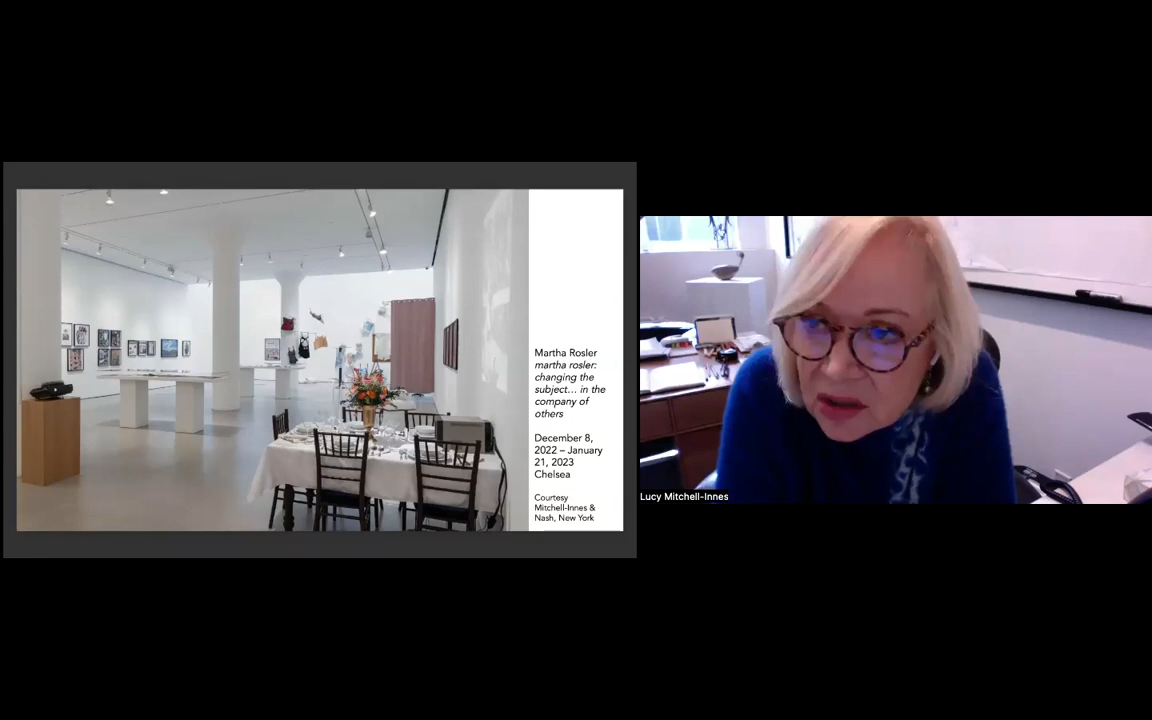 Martha Rosler
martha rosler:
changing the
subject... in the
company of
others
December 8,
2022 – January
21, 2023
Chelsea
Courtesy
Mitchell-Innes &
Nash, New York
Lucy Mitchell-Innes